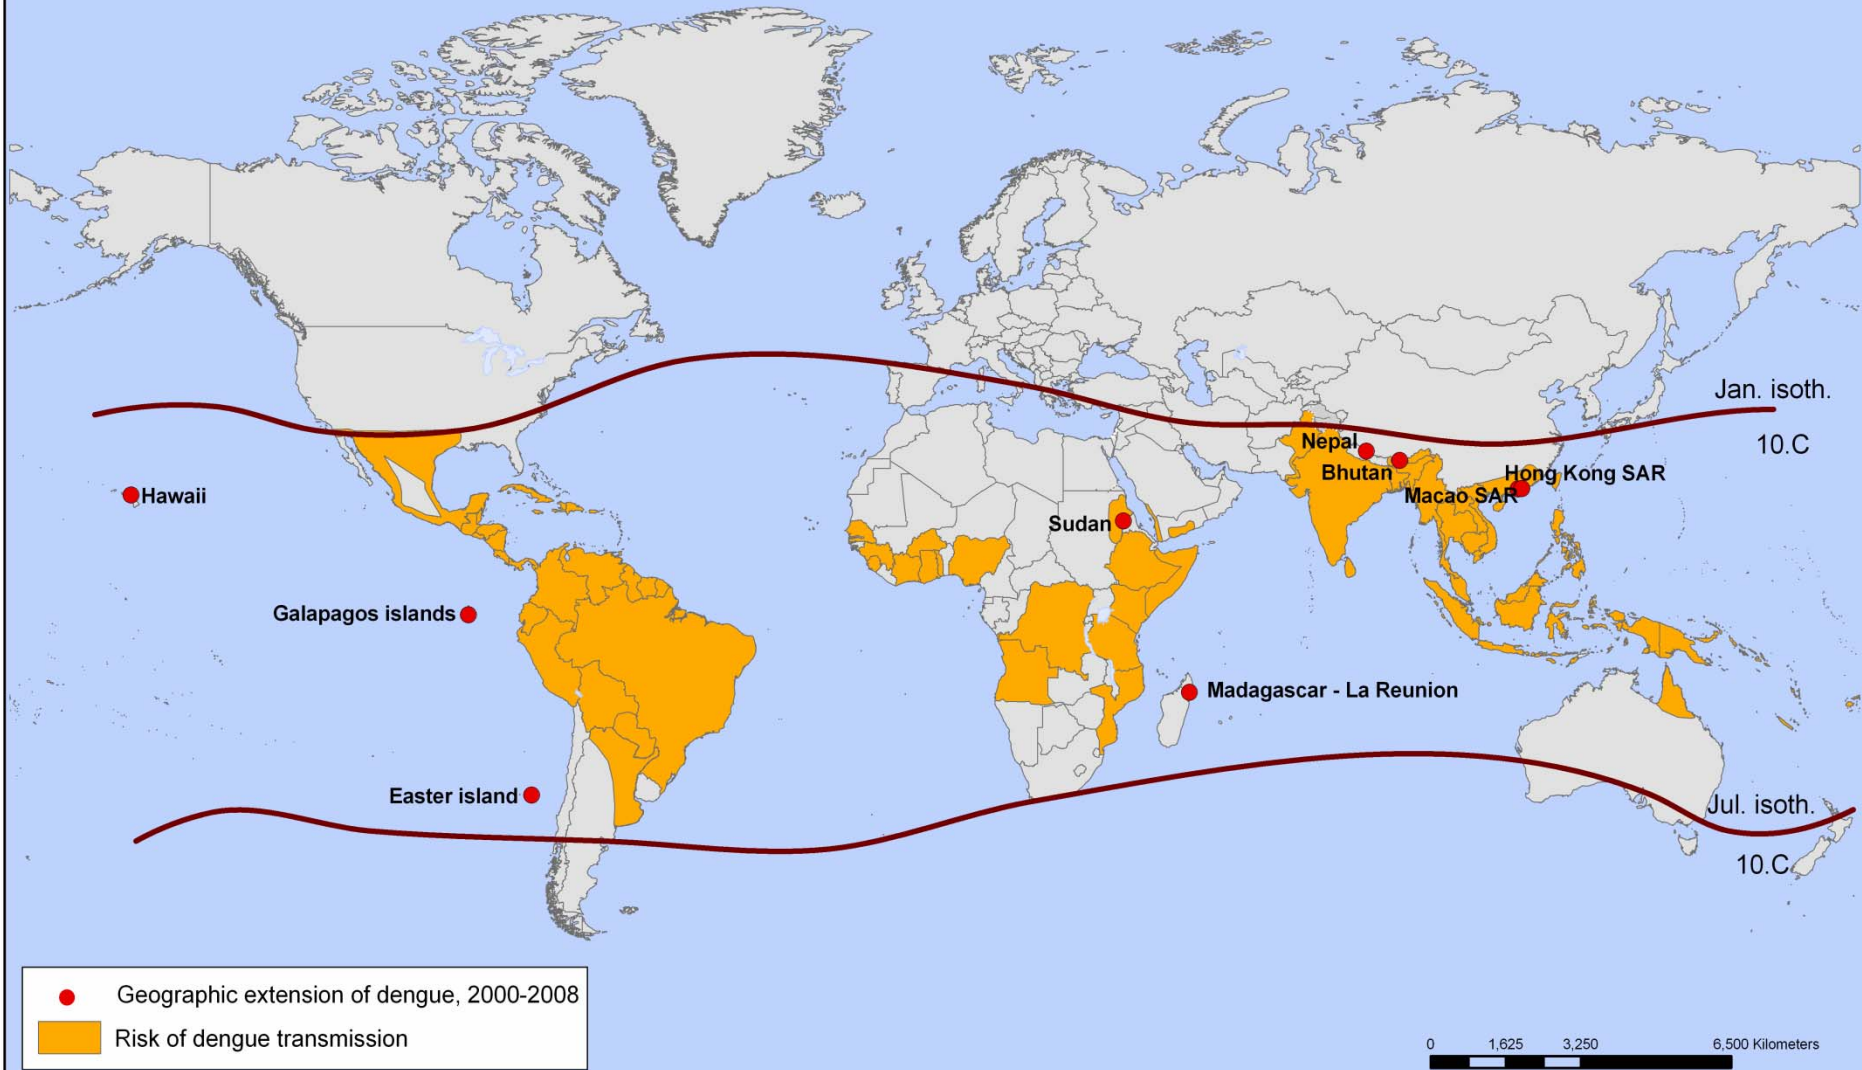 Jan. isoth.
10.C
Nepal
Bhutan
Hong Kong SAR
Macao SAR
Hawaii
Sudan
Galapagos islands
Madagascar - La Reunion
Easter island
Jul. isoth.
10.C
Geographic extension of dengue, 2000-2008
Risk of dengue transmission
0 1,625 3,250 6,500 Kilometers